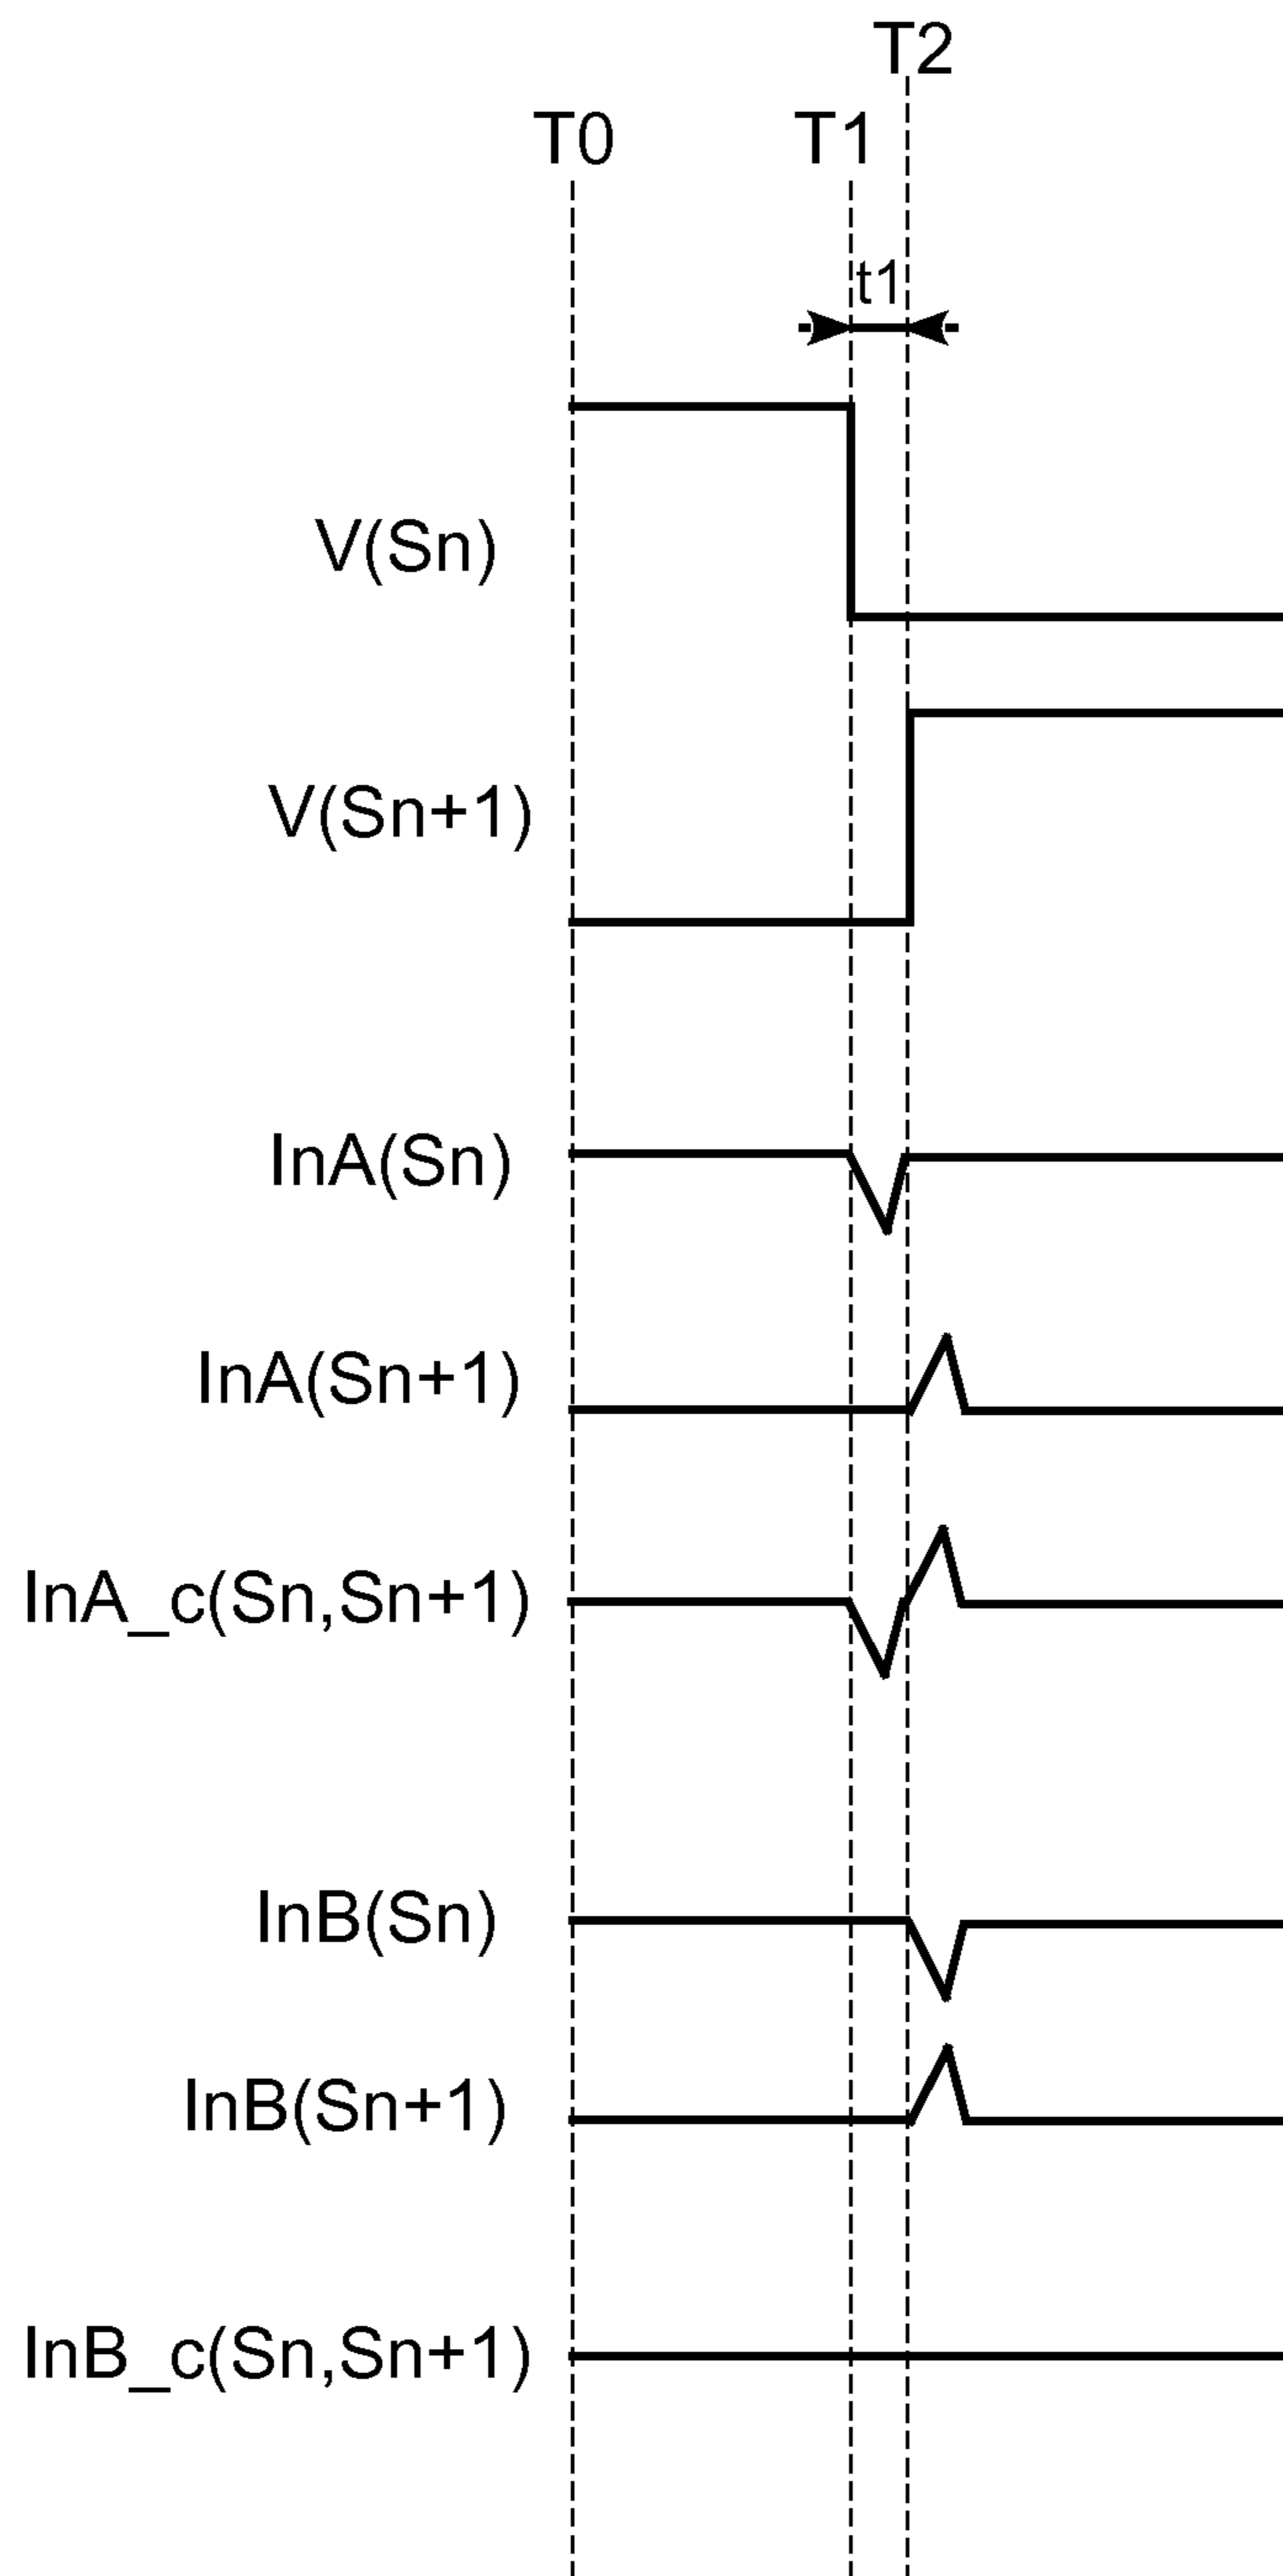 T2
T0
T1
t1
V(Sn)
V(Sn+1)
InA(Sn)
InA(Sn+1)
InA_c(Sn,Sn+1)
InB(Sn)
InB(Sn+1)
InB_c(Sn,Sn+1)